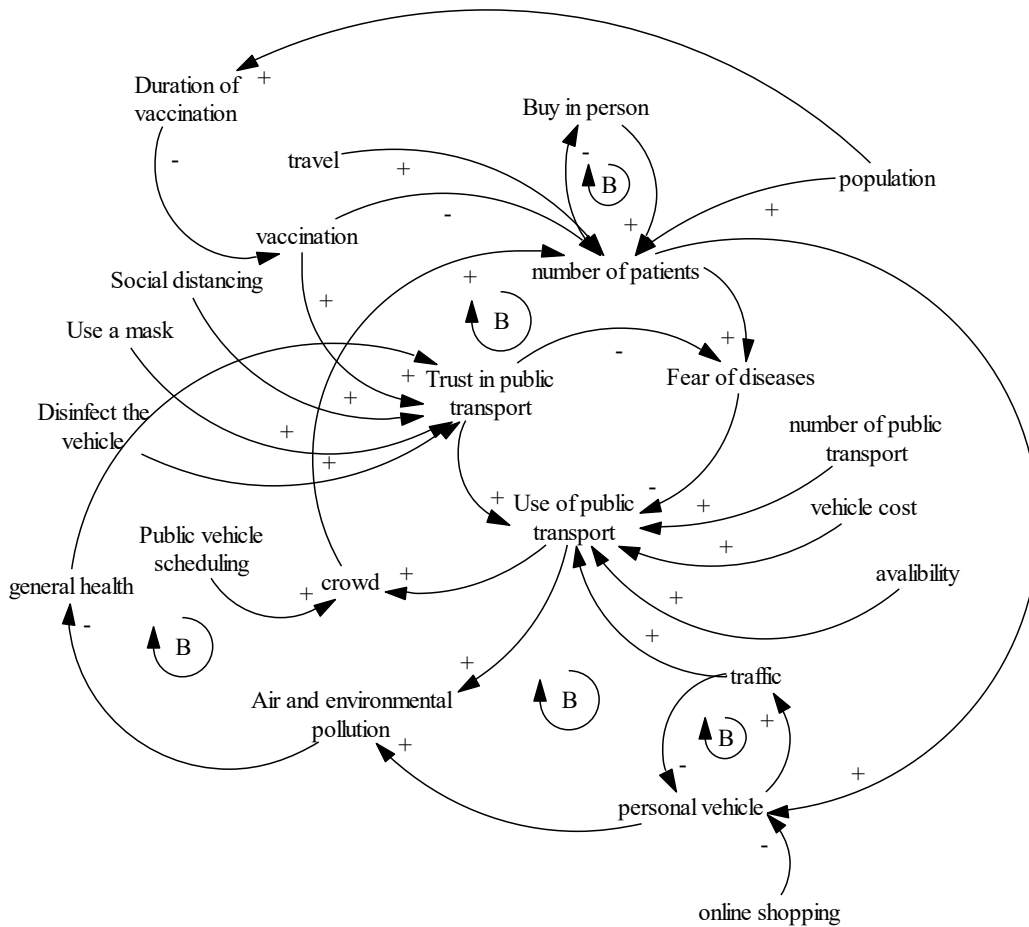 Duration of
vaccination
+
-
Buy in person
-
B
+
travel
+
population
+
vaccination
-
+
number of patients
Social distancing
+
B
+
Use a mask
-
Fear of diseases
+
Trust in public
transport
+
Disinfect the
vehicle
+
+
number of public
transport
-
+
Use of public
transport
+
vehicle cost
+
Public vehicle
scheduling
+
crowd
+
avalibility
+
general health
-
B
+
+
traffic
Air and environmental
pollution
+
B
B
+
-
+
personal vehicle
-
online shopping